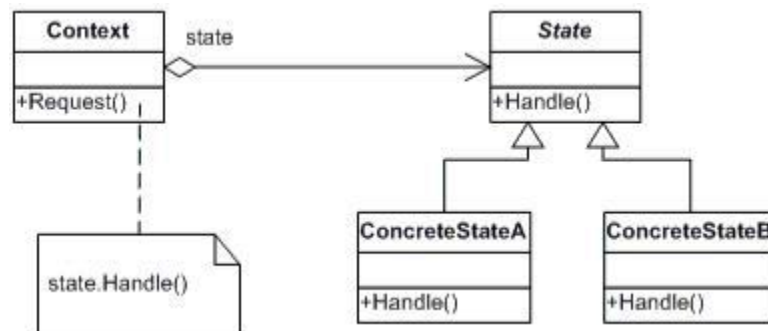 Context
state
State
+Request()
+Handle()
state.Handle()
ConcreteStateA
ConcreteStateB
+Handle()
+Handle()